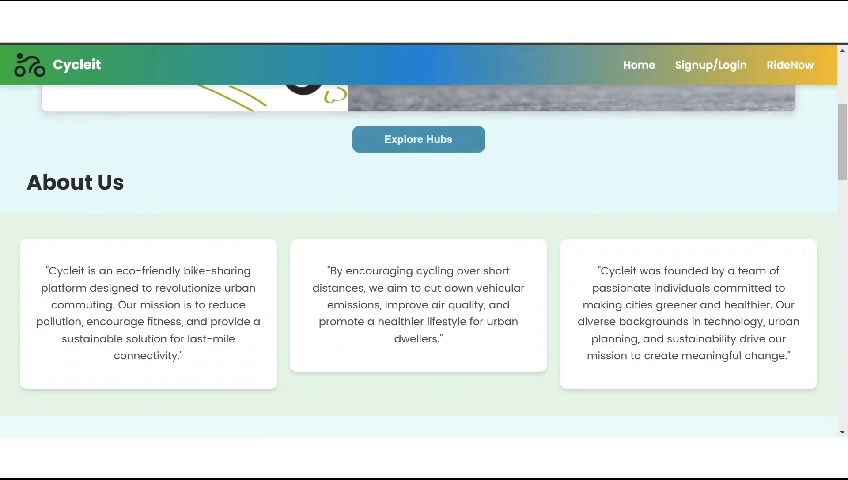 Cycleit
Home Signup/Login RideNow
Explore Hubs
About Us
"Cycleit is an eco-friendly bike-sharing
platform designed to revolutionize urban
commuting. Our mission is to reduce
pollution, encourage fitness, and provide a
sustainable solution for last-mile
connectivity."
"By encouraging cycling over short
distances, we aim to cut down vehicular
emissions, improve air quality, and
promote a healthier lifestyle for urban
dwellers."
"Cycleit was founded by a team of
passionate individuals committed to
making cities greener and healthier. Our
diverse backgrounds in technology, urban
planning, and sustainability drive our
mission to create meaningful change."